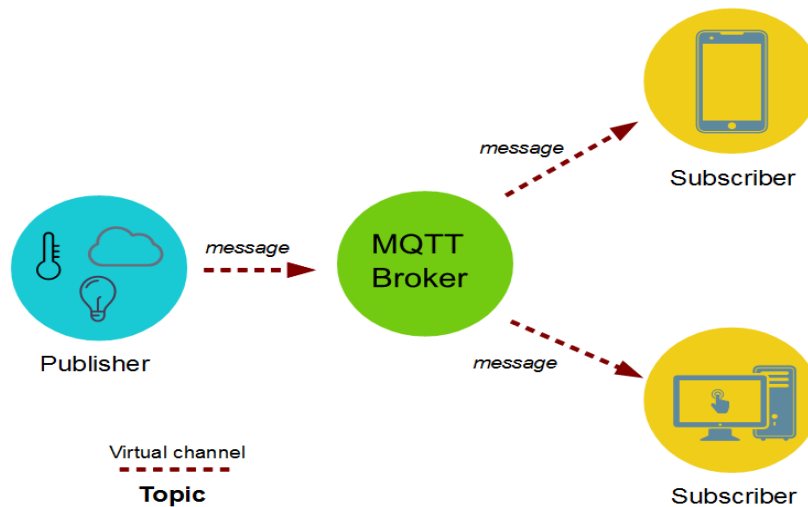 message
Subscriber
message
MQTT
Broker
Publisher
message
Virtual channel
Topic
Subscriber